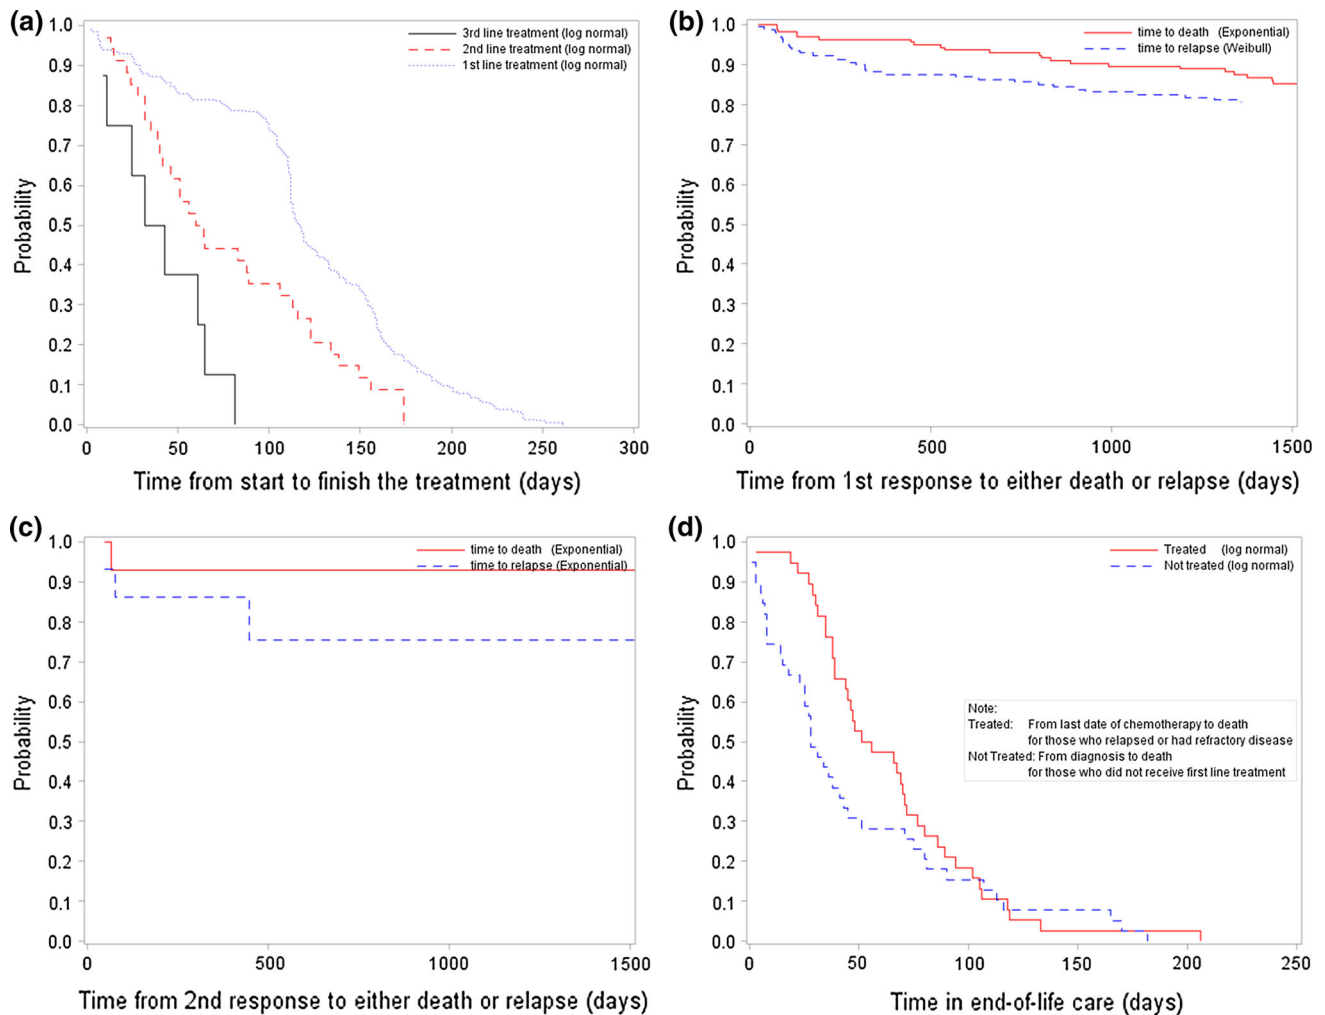 (a)
1.0
0.9
0.8
0.7
0.6
0.5
0.4
0.3
0.2
0.1
0.0
Probability
3rd line treatment (log normal)
2nd line treatment (log normal)
1st line treatment (log normal)
0 50 100 150 200 250 300
Time from start to finish the treatment (days)
(b)
1.0
0.9
0.8
0.7
0.6
0.5
0.4
0.3
0.2
0.1
0.0
Probability
time to death (Exponential)
time to relapse (Weibull)
0 500 1000 1500
Time from 1st response to either death or relapse (days)
(c)
1.0
0.9
0.8
0.7
0.6
0.5
0.4
0.3
0.2
0.1
0.0
Probability
time to death (Exponential)
time to relapse (Exponential)
0 500 1000 1500
Time from 2nd response to either death or relapse (days)
(d)
1.0
0.9
0.8
0.7
0.6
0.5
0.4
0.3
0.2
0.1
0.0
Probability
Treated (log normal)
Not treated (log normal)
Note:
Treated: From last date of chemotherapy to death
for those who relapsed or had refractory disease
Not Treated: From diagnosis to death
for those who did not receive first line treatment
0 50 100 150 200 250
Time in end-of-life care (days)